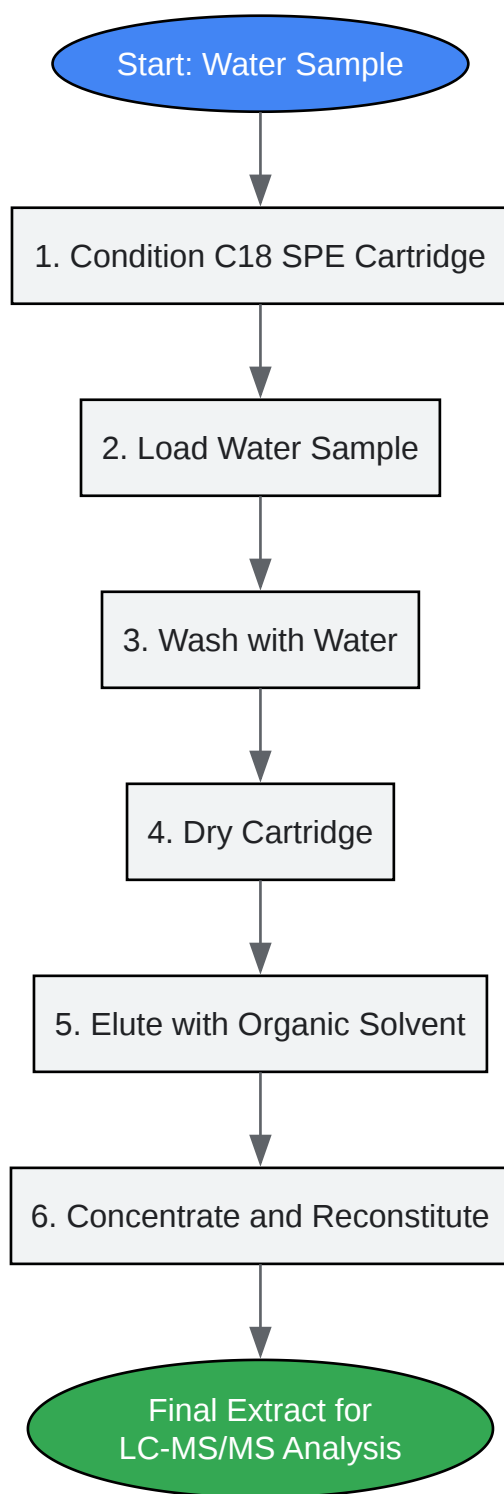 Start: Water Sample
1. Condition C18 SPE Cartridge
2. Load Water Sample
3. Wash with Water
4. Dry Cartridge
5. Elute with Organic Solvent
6. Concentrate and Reconstitute
Final Extract for
LC-MS/MS Analysis